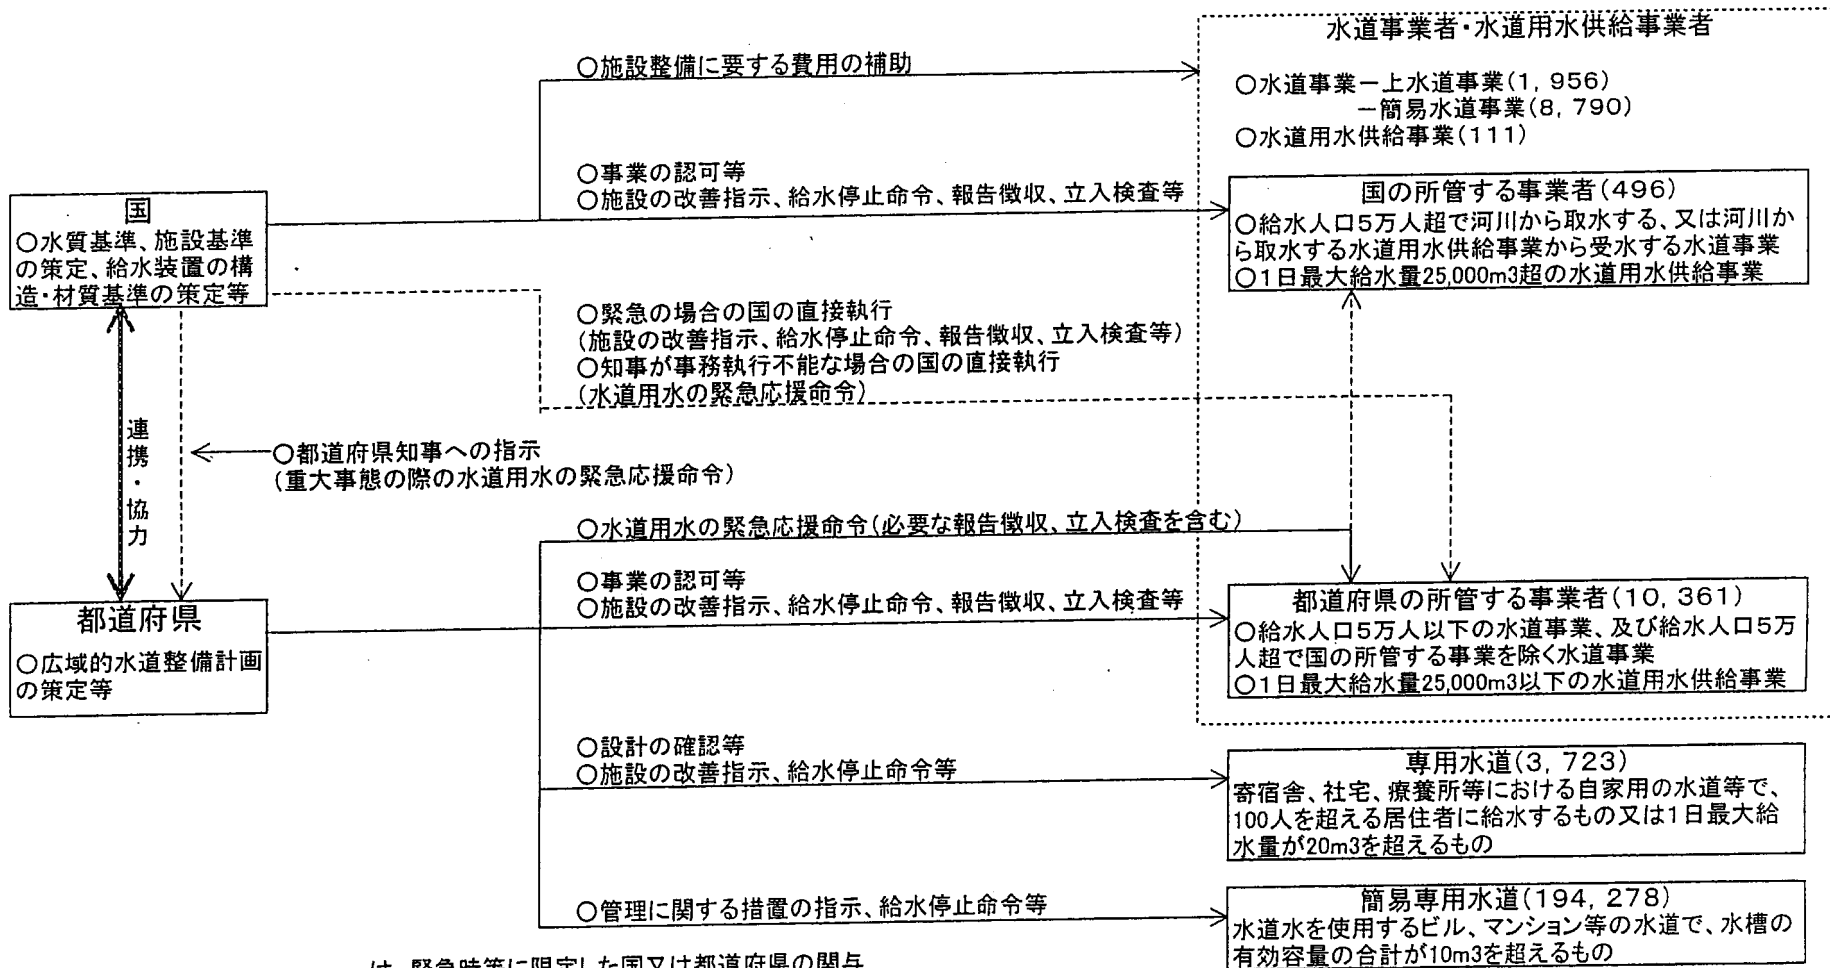 水道事業者・水道用水供給事業者
○施設整備に要する費用の補助
○水道事業－上水道事業(1,956)
－簡易水道事業(8,790)
○水道用水供給事業(111)
○事業の認可等
○施設の改善指示、給水停止命令、報告徴収、立入検査等
国の所管する事業者(496)
○給水人口5万人超で河川から取水する、又は河川か
ら取水する水道用水供給事業から受水する水道事業
○1日最大給水量25,000m3超の水道用水供給事業
国
○水質基準、施設基準
の策定、給水装置の構
造・材質基準の策定等
○緊急の場合の国の直接執行
(施設の改善指示、給水停止命令、報告徴収、立入検査等)
○知事が事務執行不能な場合の国の直接執行
(水道用水の緊急応援命令)
連携・協力
○都道府県知事への指示
(重大事態の際の水道用水の緊急応援命令)
○水道用水の緊急応援命令(必要な報告徴収、立入検査を含む)
○事業の認可等
○施設の改善指示、給水停止命令、報告徴収、立入検査等
都道府県の所管する事業者(10,361)
○給水人口5万人以下の水道事業、及び給水人口5万
人超で国の所管する事業を除く水道事業
○1日最大給水量25,000m3以下の水道用水供給事業
都道府県
○広域的水道整備計画
の策定等
○設計の確認等
○施設の改善指示、給水停止命令等
専用水道(3,723)
寄宿舎、社宅、療養所等における自家用の水道等で、
100人を超える居住者に給水するもの又は1日最大給
水量が20m3を超えるもの
○管理に関する措置の指示、給水停止命令等
簡易専用水道(194,278)
水道水を使用するビル、マンション等の水道で、水槽の
有効容量の合計が10m3を超えるもの
は、緊急時等に限定した国又は都道府県の関与